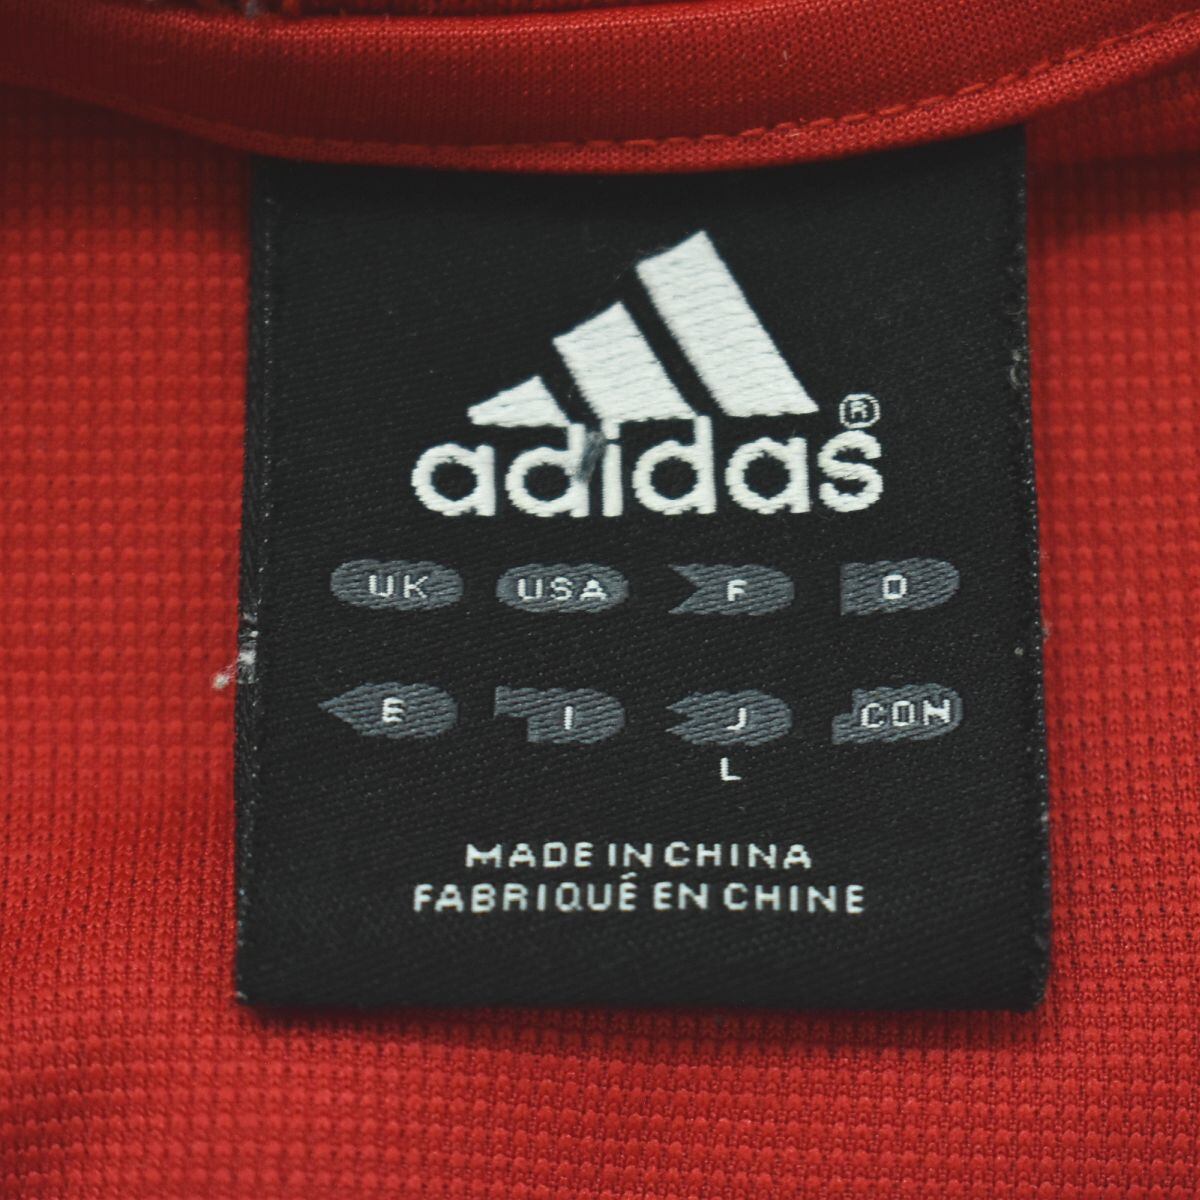 adidas®
UK USA F D
E I J CON
L
MADE IN CHINA
FABRIQUÉ EN CHINE